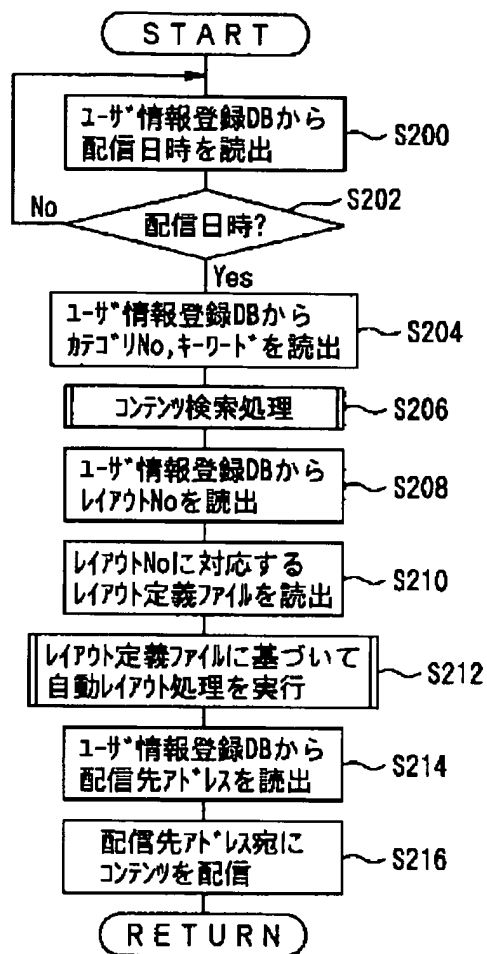 START
ﾕｰｻﾞ情報登録DBから
配信日時を読出
S200
S202
No
配信日時?
Yes
ﾕｰｻﾞ情報登録DBから
ｶﾃｺﾞﾘNo,ｷｰﾜｰﾄﾞを読出
S204
ｺﾝﾃﾝﾂ検索処理
S206
ﾕｰｻﾞ情報登録DBから
ﾚｲｱｳﾄNoを読出
S208
ﾚｲｱｳﾄNoに対応する
ﾚｲｱｳﾄ定義ﾌｧｲﾙを読出
S210
ﾚｲｱｳﾄ定義ﾌｧｲﾙに基づいて
自動ﾚｲｱｳﾄ処理を実行
S212
ﾕｰｻﾞ情報登録DBから
配信先ｱﾄﾞﾚｽを読出
S214
配信先ｱﾄﾞﾚｽ宛に
ｺﾝﾃﾝﾂを配信
S216
RETURN